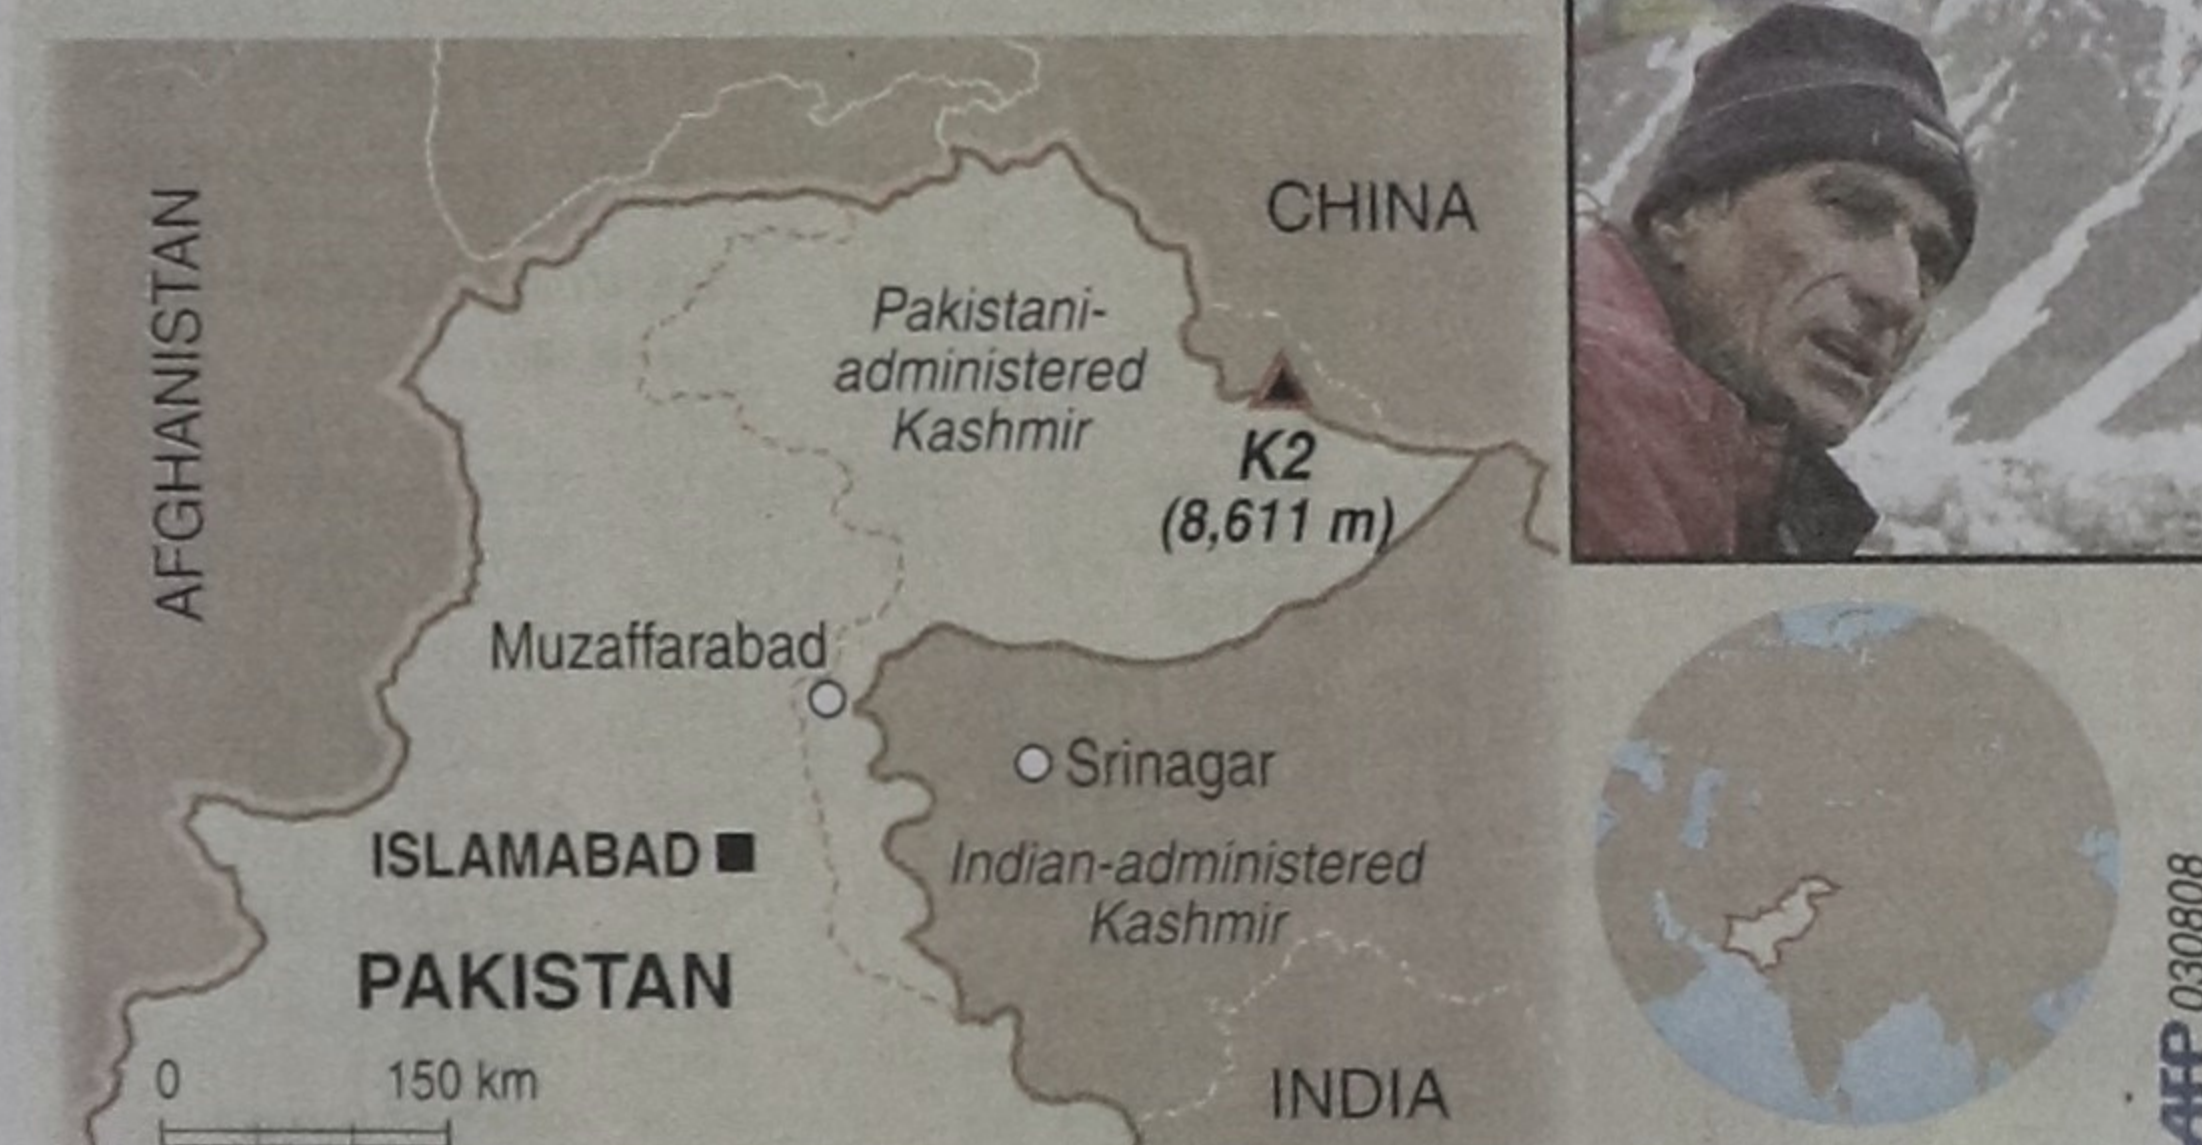 AFGHANISTAN
CHINA
Pakistani-
administered
Kashmir
K2
(8,611 m)
Muzaffarabad
Srinagar
ISLAMABAD
Indian-administered
Kashmir
PAKISTAN
0 150 km
INDIA
AFP 030808